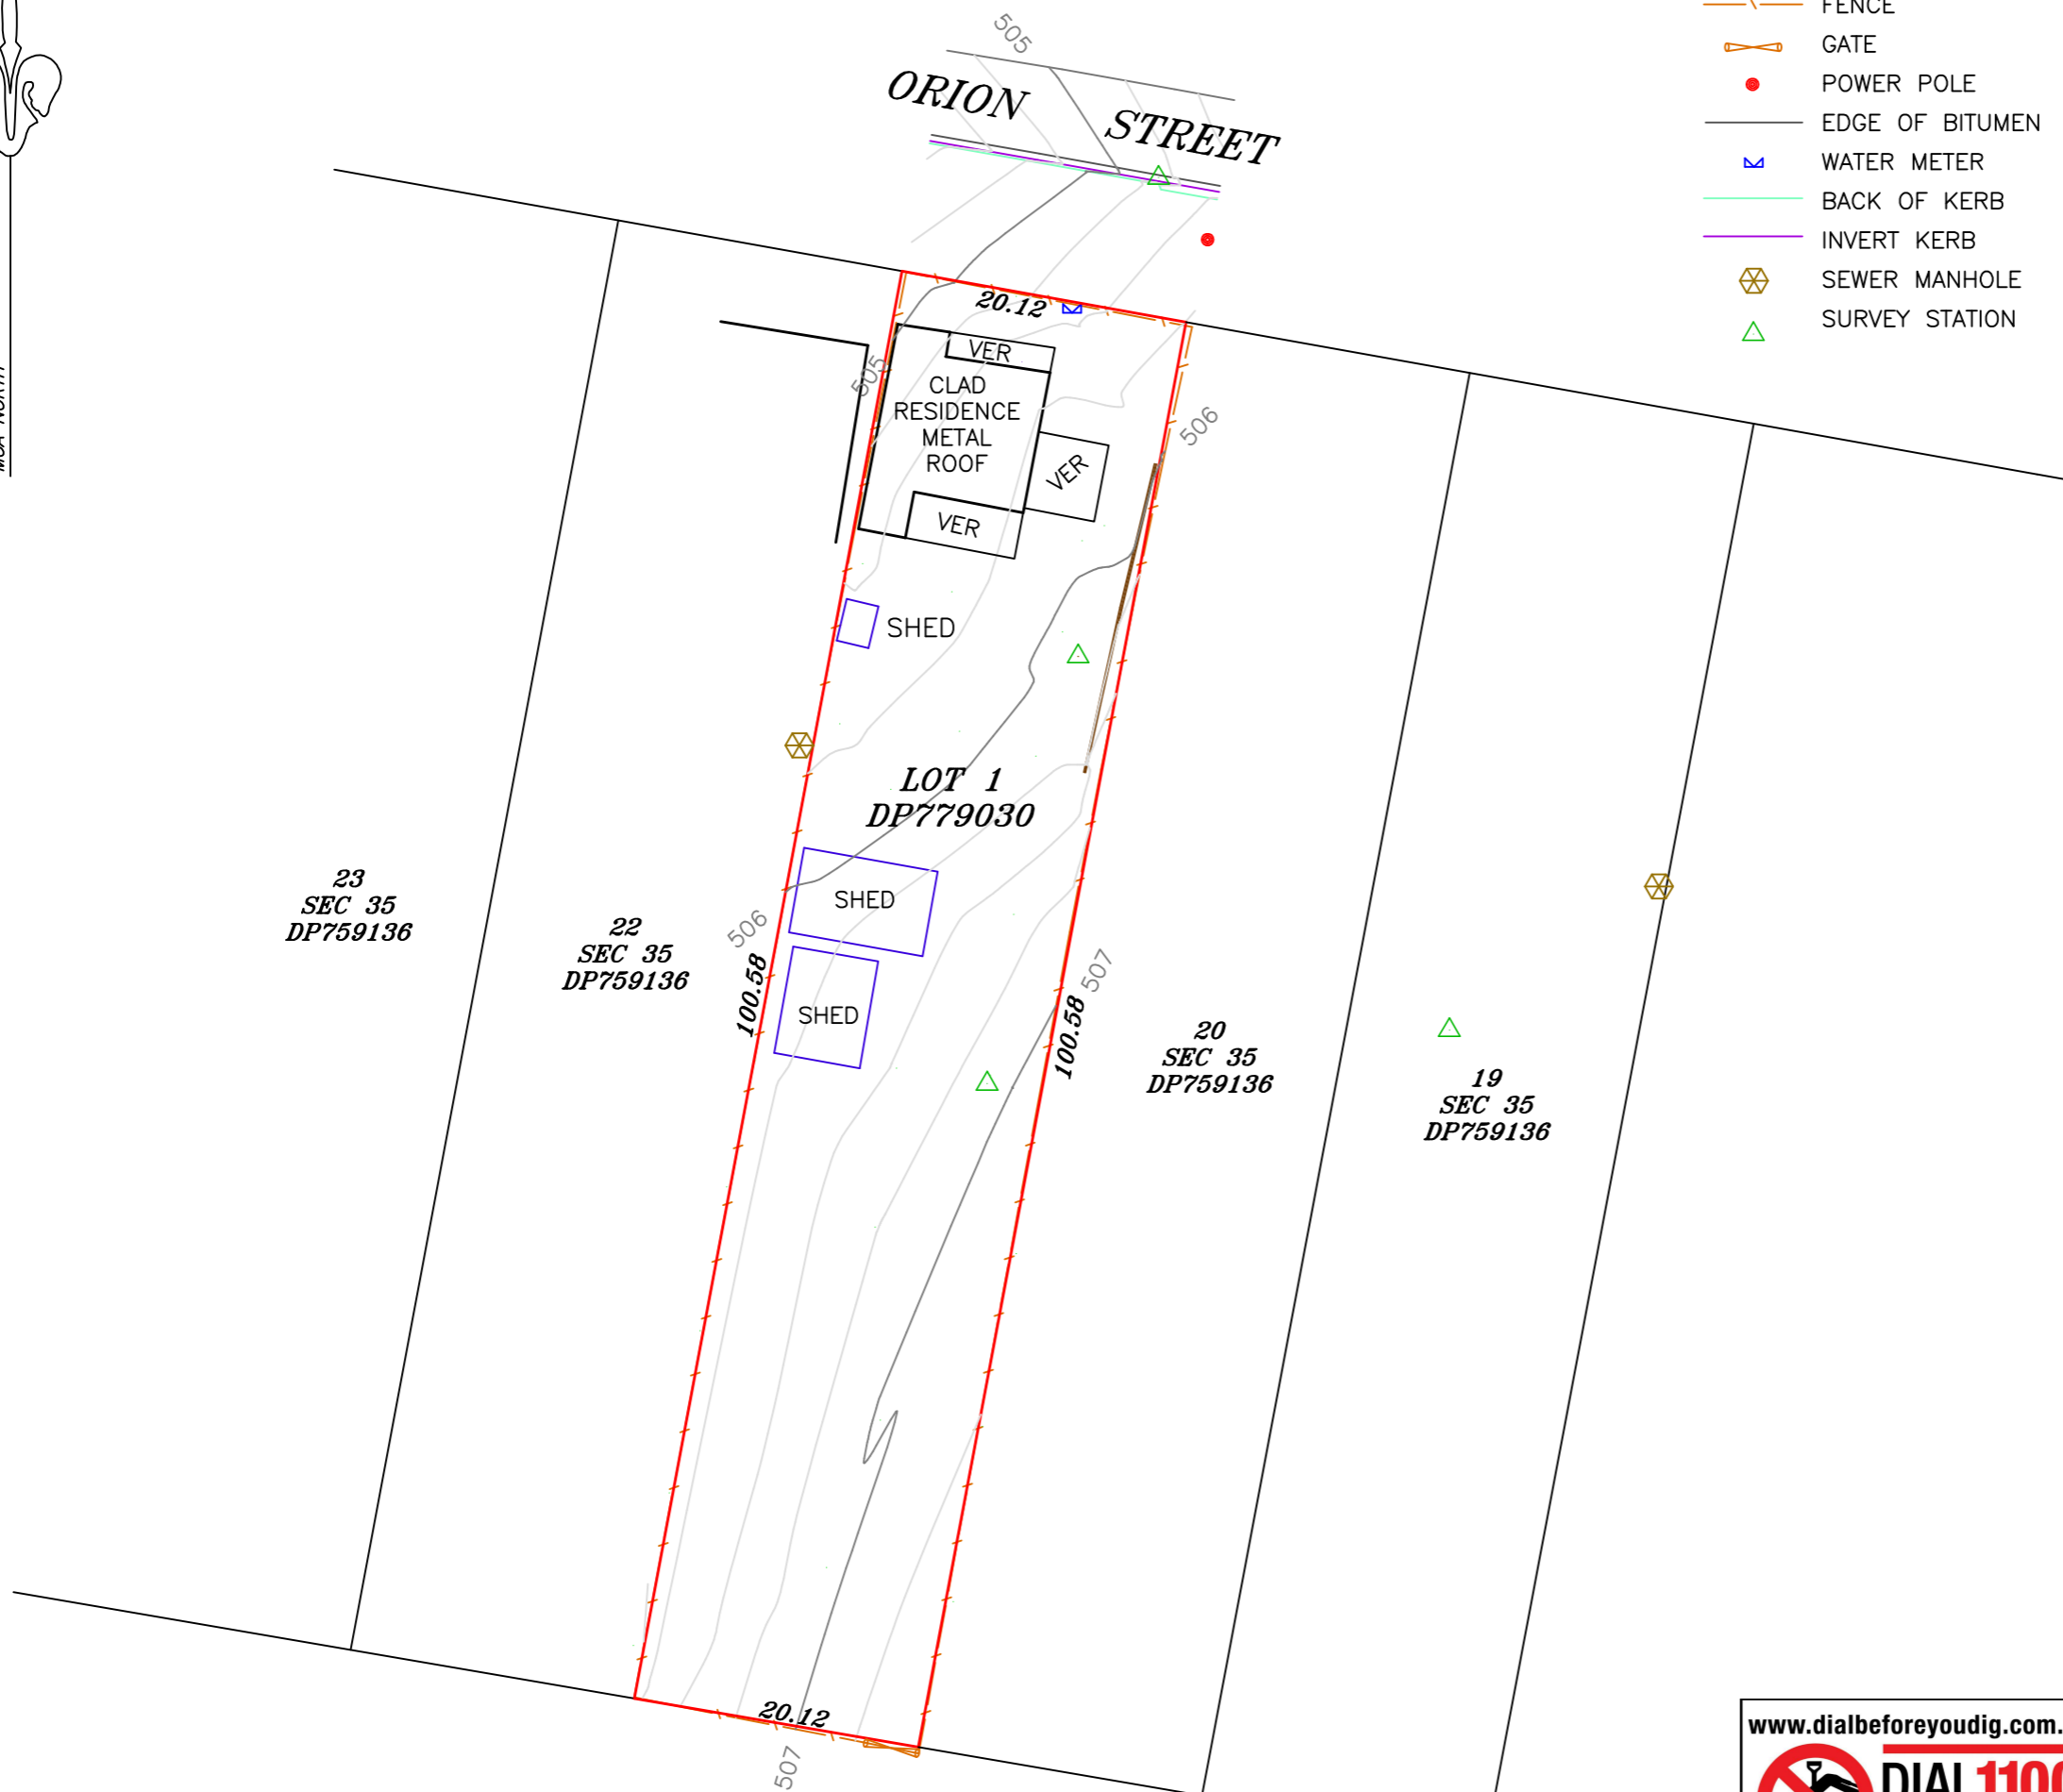 FENCE
GATE
POWER POLE
EDGE OF BITUMEN
WATER METER
BACK OF KERB
INVERT KERB
SEWER MANHOLE
SURVEY STATION
505
ORION STREET
20.12
VER
505
CLAD
RESIDENCE
METAL
ROOF
506
VER
VER
SHED
LOT 1
DP779030
23
SEC 35
DP759136
22
SEC 35
DP759136
SHED
506
100.58
SHED
507
100.58
20
SEC 35
DP759136
19
SEC 35
DP759136
20.12
507
www.dialbeforeyoudig.com.
DIAL 1100